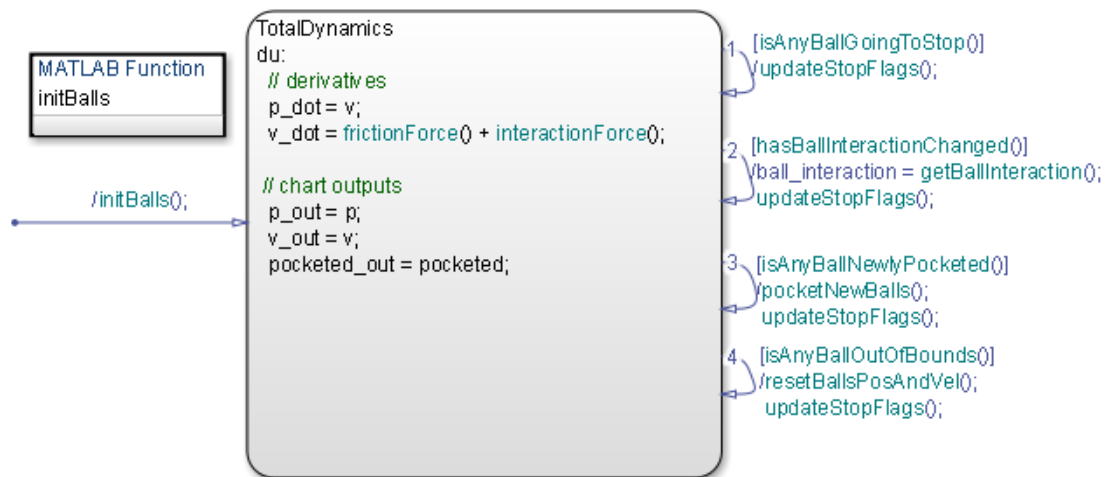 MATLAB Function
initBalls
/initBalls();
TotalDynamics
du:
// derivatives
p_dot = v;
v_dot = frictionForce() + interactionForce();
// chart outputs
p_out = p;
v_out = v;
pocketed_out = pocketed;
1
[isAnyBallGoingToStop()]
/updateStopFlags();
2
[hasBallInteractionChanged()]
/ball_interaction = getBallInteraction();
updateStopFlags();
3
[isAnyBallNewlyPocketed()]
/pocketNewBalls();
updateStopFlags();
4
[isAnyBallOutOfBounds()]
/resetBallsPosAndVel();
updateStopFlags();